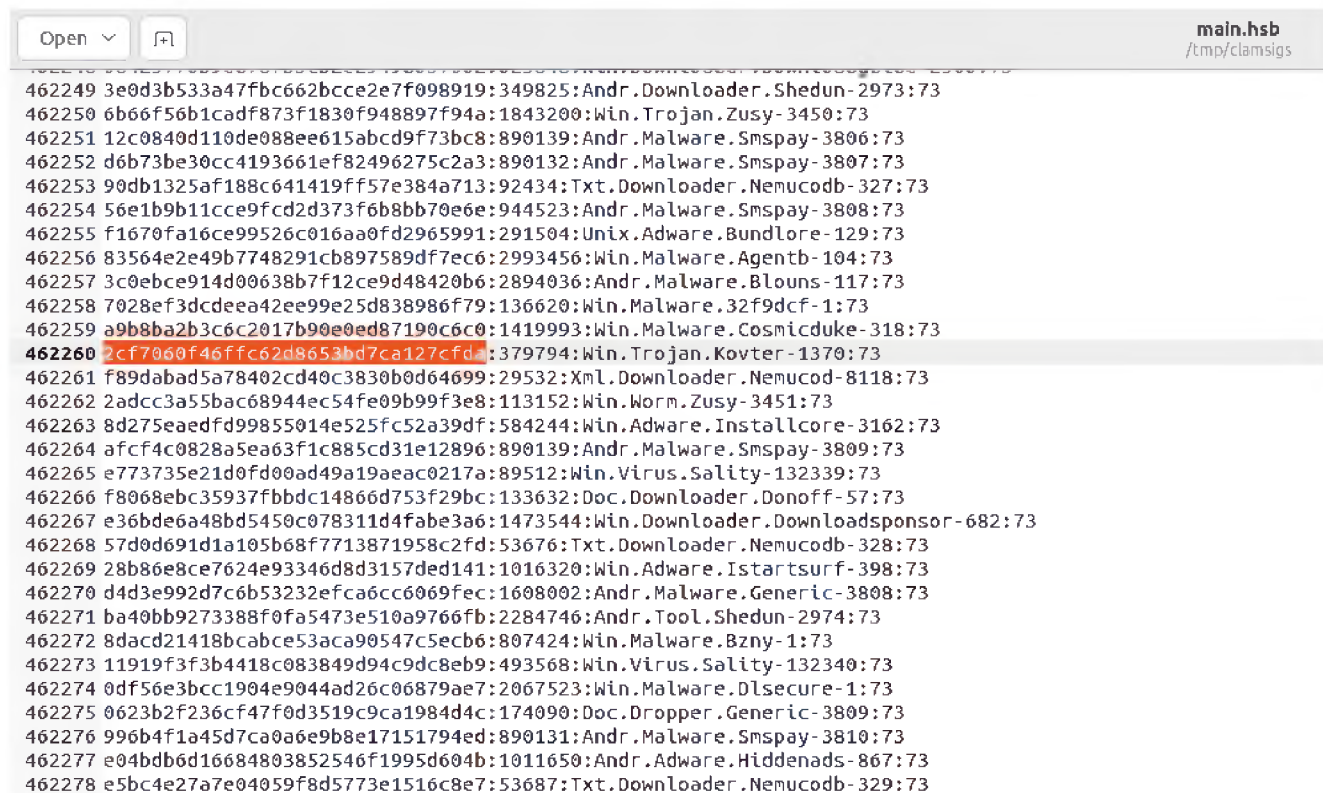 Open
main.hsb
/tmp/clamsigs
462249 3e0d3b533a47fbc662bcce2e7f098919:349825:Andr.Downloader.Shedun-2973:73
462250 6b66f56b1cadf873f1830f948897f94a:1843200:Win.Trojan.Zusy-3450:73
462251 12c0840d110de088ee615abcd9f73bc8:890139:Andr.Malware.Smspay-3806:73
462252 d6b73be30cc4193661ef82496275c2a3:890132:Andr.Malware.Smspay-3807:73
462253 90db1325af188c641419ff57e384a713:92434:Txt.Downloader.Nemucodb-327:73
462254 56e1b9b11cce9fcd2d373f6b8bb70e6e:944523:Andr.Malware.Smspay-3808:73
462255 f1670fa16ce99526c016aa0fd2965991:291504:Unix.Adware.Bundlore-129:73
462256 83564e2e49b7748291cb897589df7ec6:2993456:Win.Malware.Agentb-104:73
462257 3c0ebce914d00638b7f12ce9d48420b6:2894036:Andr.Malware.Blouns-117:73
462258 7028ef3dcdeea42ee99e25d838986f79:136620:Win.Malware.32f9dcf-1:73
462259 a9b8ba2b3c6c2017b90e0ed87190c6c0:1419993:Win.Malware.Cosmicduke-318:73
462260 2cf7060f46ffc62d8653bd7ca127cfda:379794:Win.Trojan.Kovter-1370:73
462261 f89dabad5a78402cd40c3830b0d64699:29532:Xml.Downloader.Nemucod-8118:73
462262 2adcc3a55bac68944ec54fe09b99f3e8:113152:Win.Worm.Zusy-3451:73
462263 8d275eaedfd99855014e525fc52a39df:584244:Win.Adware.Installcore-3162:73
462264 afcf4c0828a5ea63f1c885cd31e12896:890139:Andr.Malware.Smspay-3809:73
462265 e773735e21d0fd00ad49a19aeac0217a:89512:Win.Virus.Sality-132339:73
462266 f8068ebc35937fbbdc14866d753f29bc:133632:Doc.Downloader.Donoff-57:73
462267 e36bde6a48bd5450c078311d4fabe3a6:1473544:Win.Downloader.Downloadsponsor-682:73
462268 57d0d691d1a105b68f7713871958c2fd:53676:Txt.Downloader.Nemucodb-328:73
462269 28b86e8ce7624e93346d8d3157ded141:1016320:Win.Adware.Istartsurf-398:73
462270 d4d3e992d7c6b53232efca6cc6069fec:1608002:Andr.Malware.Generic-3808:73
462271 ba40bb9273388f0fa5473e510a9766fb:2284746:Andr.Tool.Shedun-2974:73
462272 8dacd21418bcabce53aca90547c5ecb6:807424:Win.Malware.Bzny-1:73
462273 11919f3f3b4418c083849d94c9dc8eb9:493568:Win.Virus.Sality-132340:73
462274 0df56e3bcc1904e9044ad26c06879ae7:2067523:Win.Malware.Dlsecure-1:73
462275 0623b2f236cf47f0d3519c9ca1984d4c:174090:Doc.Dropper.Generic-3809:73
462276 996b4f1a45d7ca0a6e9b8e17151794ed:890131:Andr.Malware.Smspay-3810:73
462277 e04bdb6d16684803852546f1995d604b:1011650:Andr.Adware.Hiddenads-867:73
462278 e5bc4e27a7e04059f8d5773e1516c8e7:53687:Txt.Downloader.Nemucodb-329:73